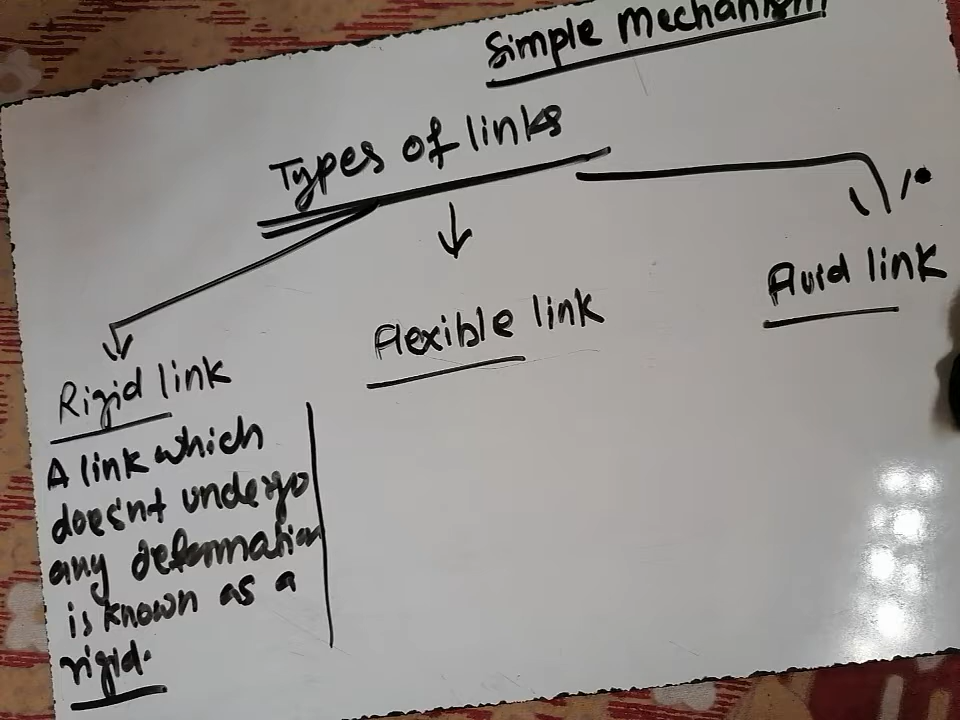 Simple Mechanism
Types of links
Rigid link
Flexible link
Fluid link
A link which
doesn't undergo
any deformation
is known as a
rigid.